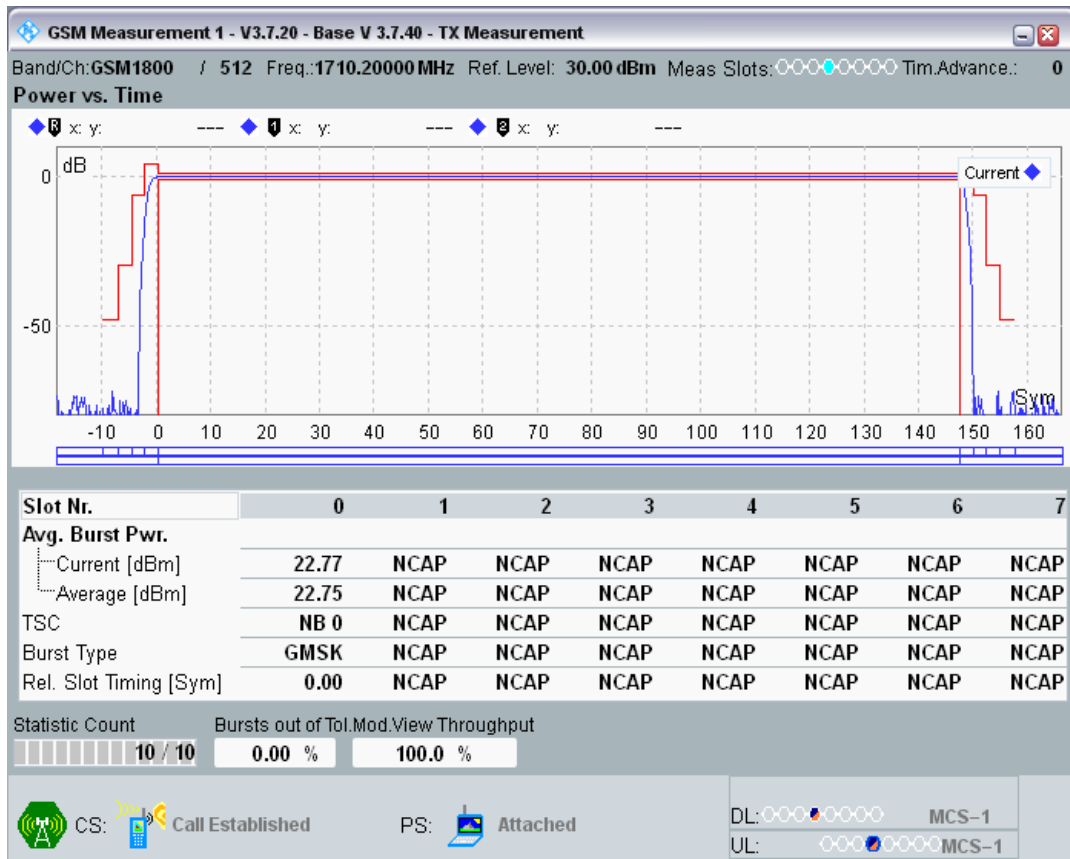 GSM Measurement 1 - V3.7.20 - Base V 3.7.40 - TX Measurement
Band/Ch:GSM1800 / 512 Freq.:1710.20000 MHz Ref. Level: 30.00 dBm Meas Slots: Tim.Advance.: 0
Power vs. Time
R x: y: --- 1 x: y: --- 2 x: y: ---
dB
Current
0
-50
Sym
-10 0 10 20 30 40 50 60 70 80 90 100 110 120 130 140 150 160
Slot Nr. 0 1 2 3 4 5 6 7
Avg. Burst Pwr.
Current [dBm] 22.77 NCAP NCAP NCAP NCAP NCAP NCAP NCAP
Average [dBm] 22.75 NCAP NCAP NCAP NCAP NCAP NCAP NCAP
TSC NB 0 NCAP NCAP NCAP NCAP NCAP NCAP NCAP
Burst Type GMSK NCAP NCAP NCAP NCAP NCAP NCAP NCAP
Rel. Slot Timing [Sym] 0.00 NCAP NCAP NCAP NCAP NCAP NCAP NCAP
Statistic Count Bursts out of Tol.Mod.View Throughput
10 / 10 0.00 % 100.0 %
CS: Call Established PS: Attached DL: MCS-1
UL: MCS-1